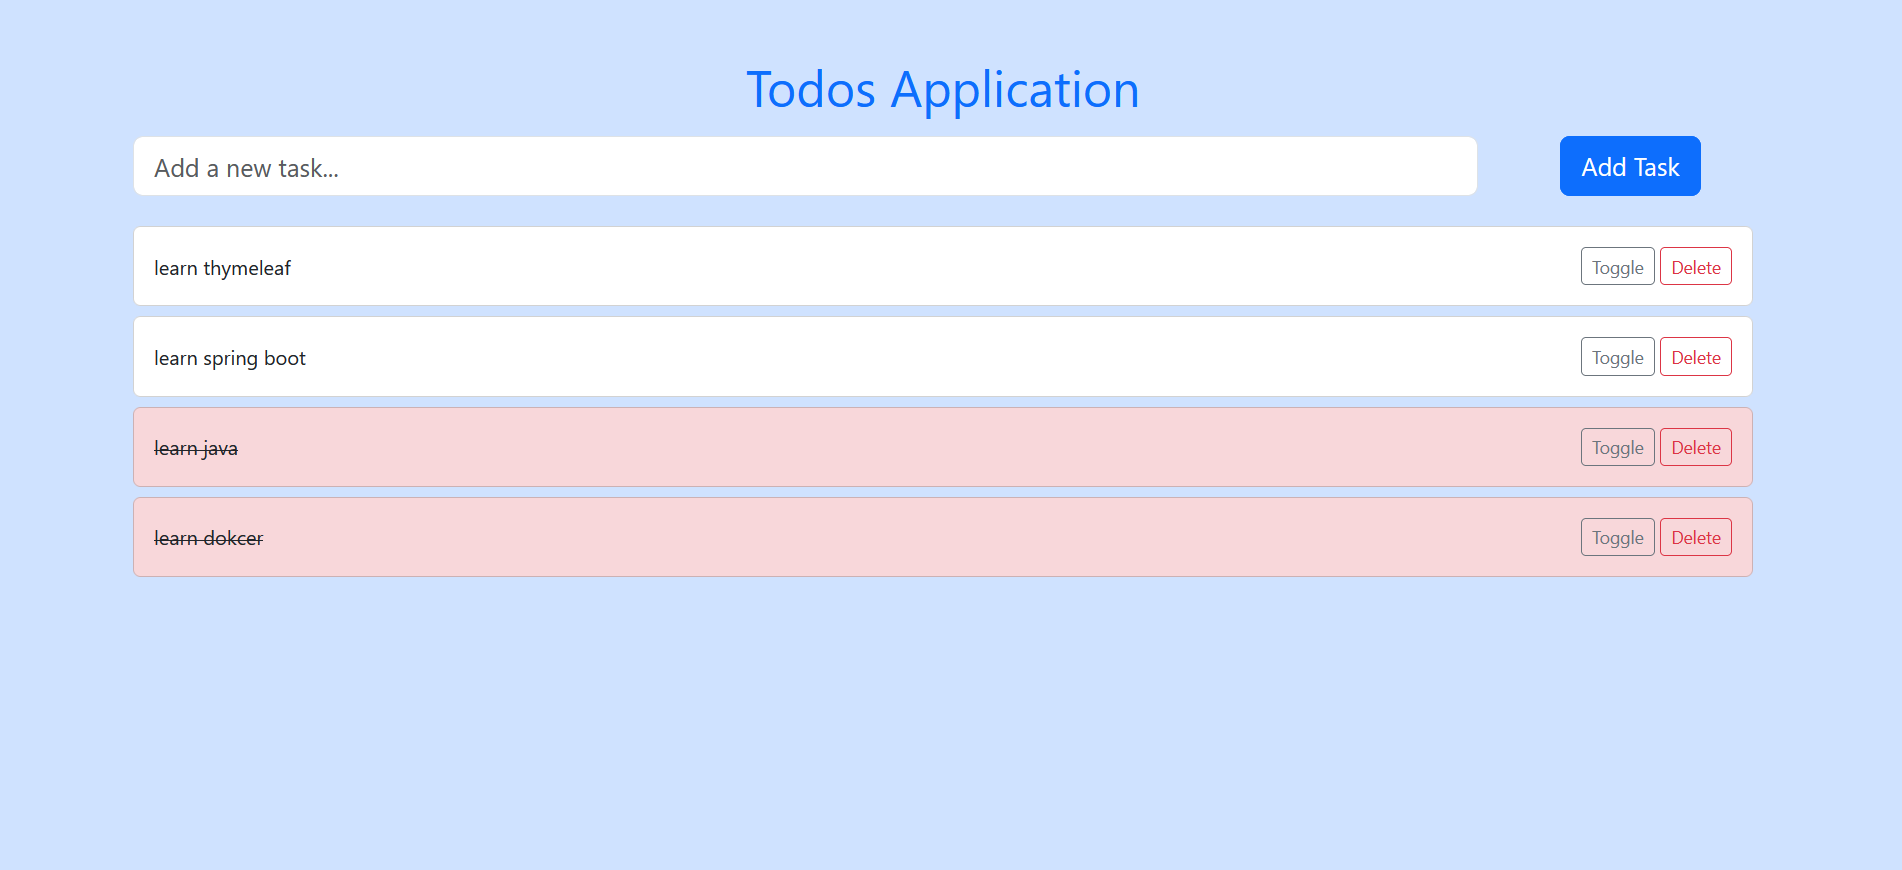 Todos Application
Add a new task...
Add Task
learn thymeleaf
Toggle
Delete
learn spring boot
Toggle
Delete
learn java
Toggle
Delete
learn dokcer
Toggle
Delete